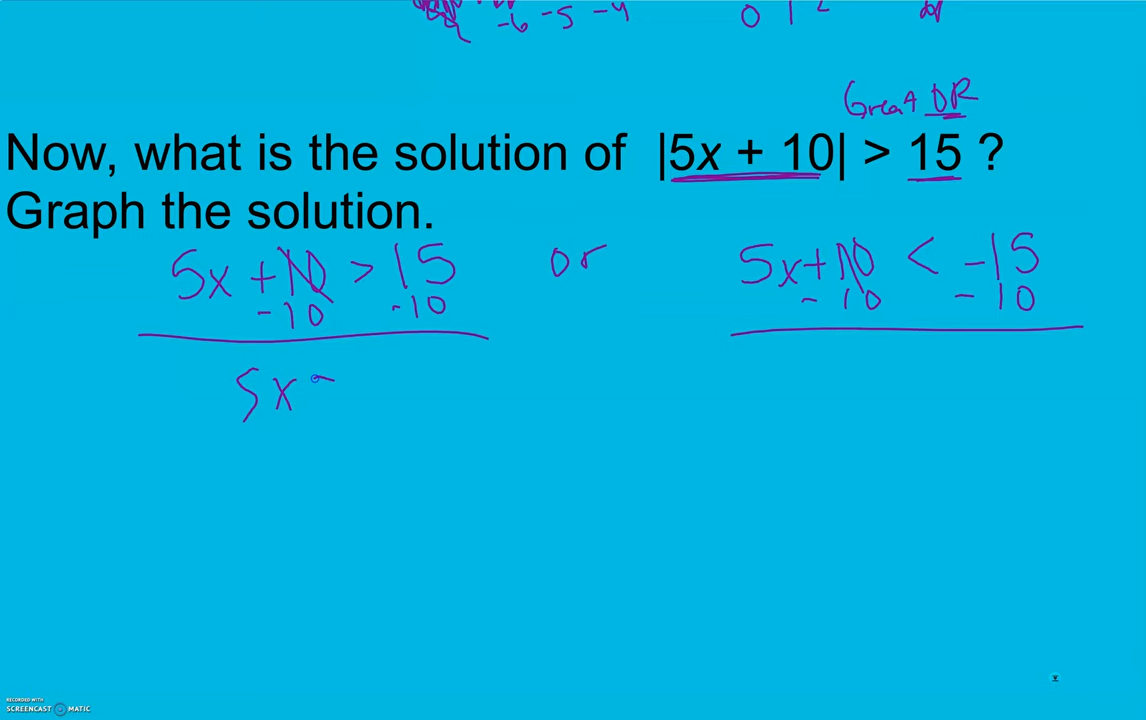 -6 -5 -4 0 1 2
Great OR
Now, what is the solution of |5x + 10| > 15 ?
Graph the solution.
5x + 10 > 15 or 5x + 10 < -15
-10 -10 - 10 - 10
5x
RECORDED WITH
SCREENCAST MATIC